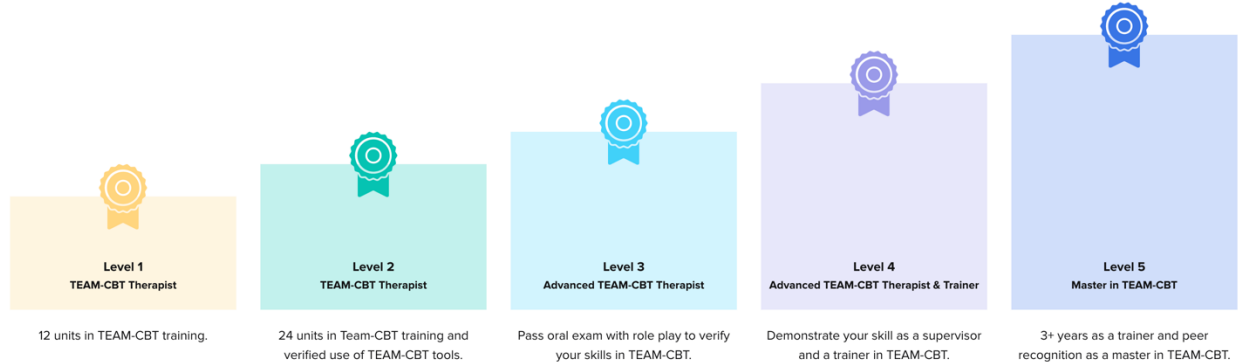 Level 1
TEAM-CBT Therapist
12 units in TEAM-CBT training.
Level 2
TEAM-CBT Therapist
24 units in Team-CBT training and
verified use of TEAM-CBT tools.
Level 3
Advanced TEAM-CBT Therapist
Pass oral exam with role play to verify
your skills in TEAM-CBT.
Level 4
Advanced TEAM-CBT Therapist & Trainer
Demonstrate your skill as a supervisor
and a trainer in TEAM-CBT.
Level 5
Master in TEAM-CBT
3+ years as a trainer and peer
recognition as a master in TEAM-CBT.